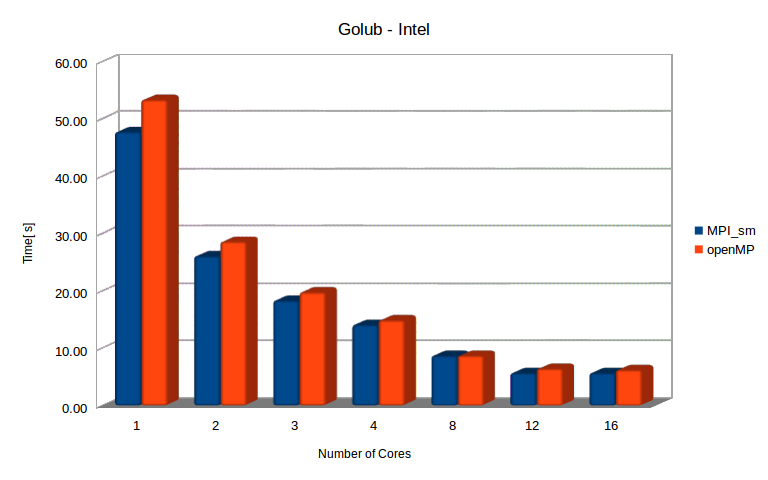 Golub - Intel
60.00
50.00
40.00
30.00
20.00
10.00
0.00
Time[ s]
1 2 3 4 8 12 16
Number of Cores
MPI_sm
openMP